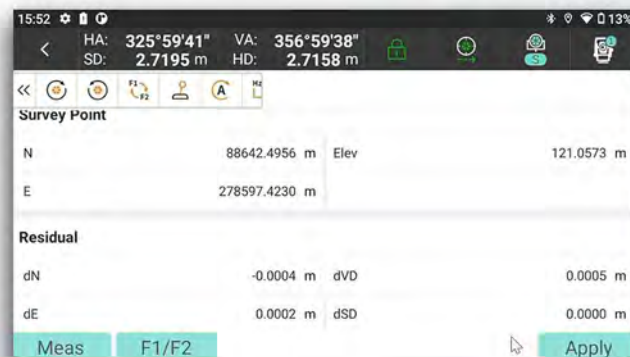 15:52 13%
HA: 325°59'41" VA: 356°59'38"
SD: 2.7195 m HD: 2.7158 m
S 1
F1 F2 A Hz
Survey Point
N 88642.4956 m Elev 121.0573 m
E 278597.4230 m
Residual
dN -0.0004 m dVD 0.0005 m
dE 0.0002 m dSD 0.0000 m
Meas F1/F2 Apply